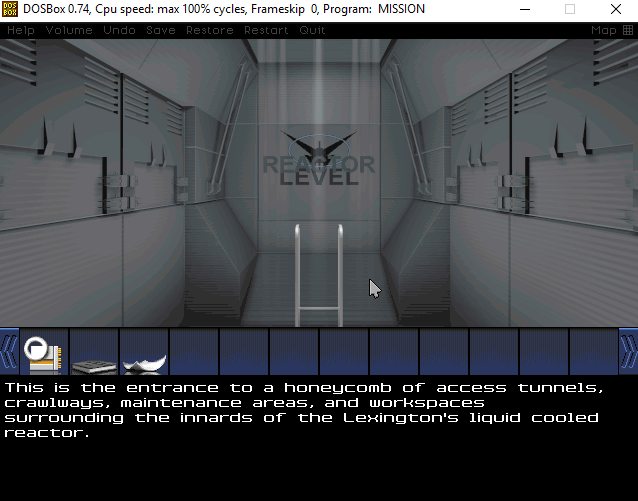 DOSBox 0.74, Cpu speed: max 100% cycles, Frameskip 0, Program: MISSION
Help Volume Undo Save Restore Restart Quit Map
REACTOR
LEVEL
This is the entrance to a honeycomb of access tunnels,
crawlways, maintenance areas, and workspaces
surrounding the innards of the Lexington's liquid cooled
reactor.